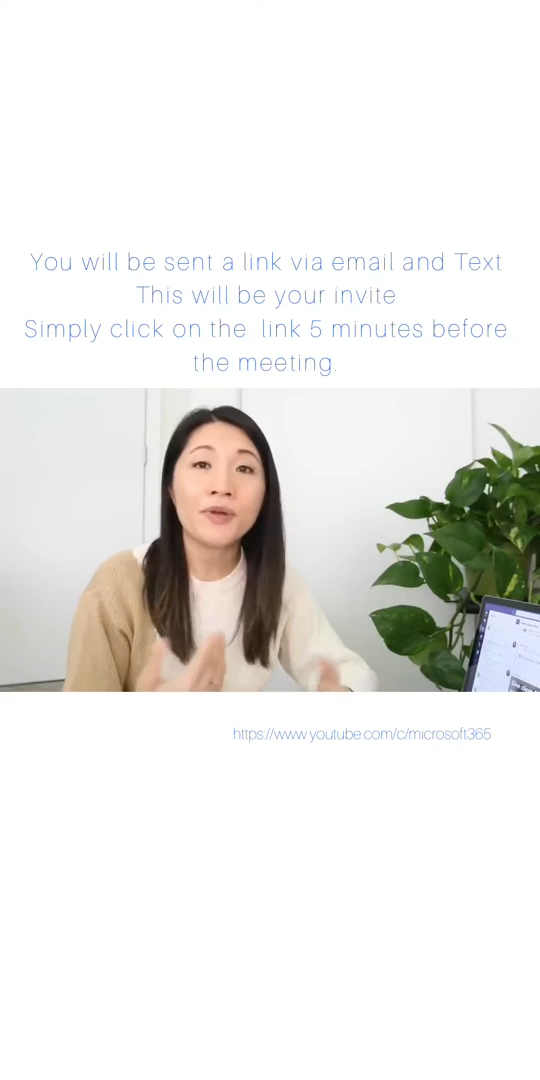 You will be sent a link via email and Text
This will be your invite
Simply click on the link 5 minutes before
the meeting.
https://www.youtube.com/c/microsoft365